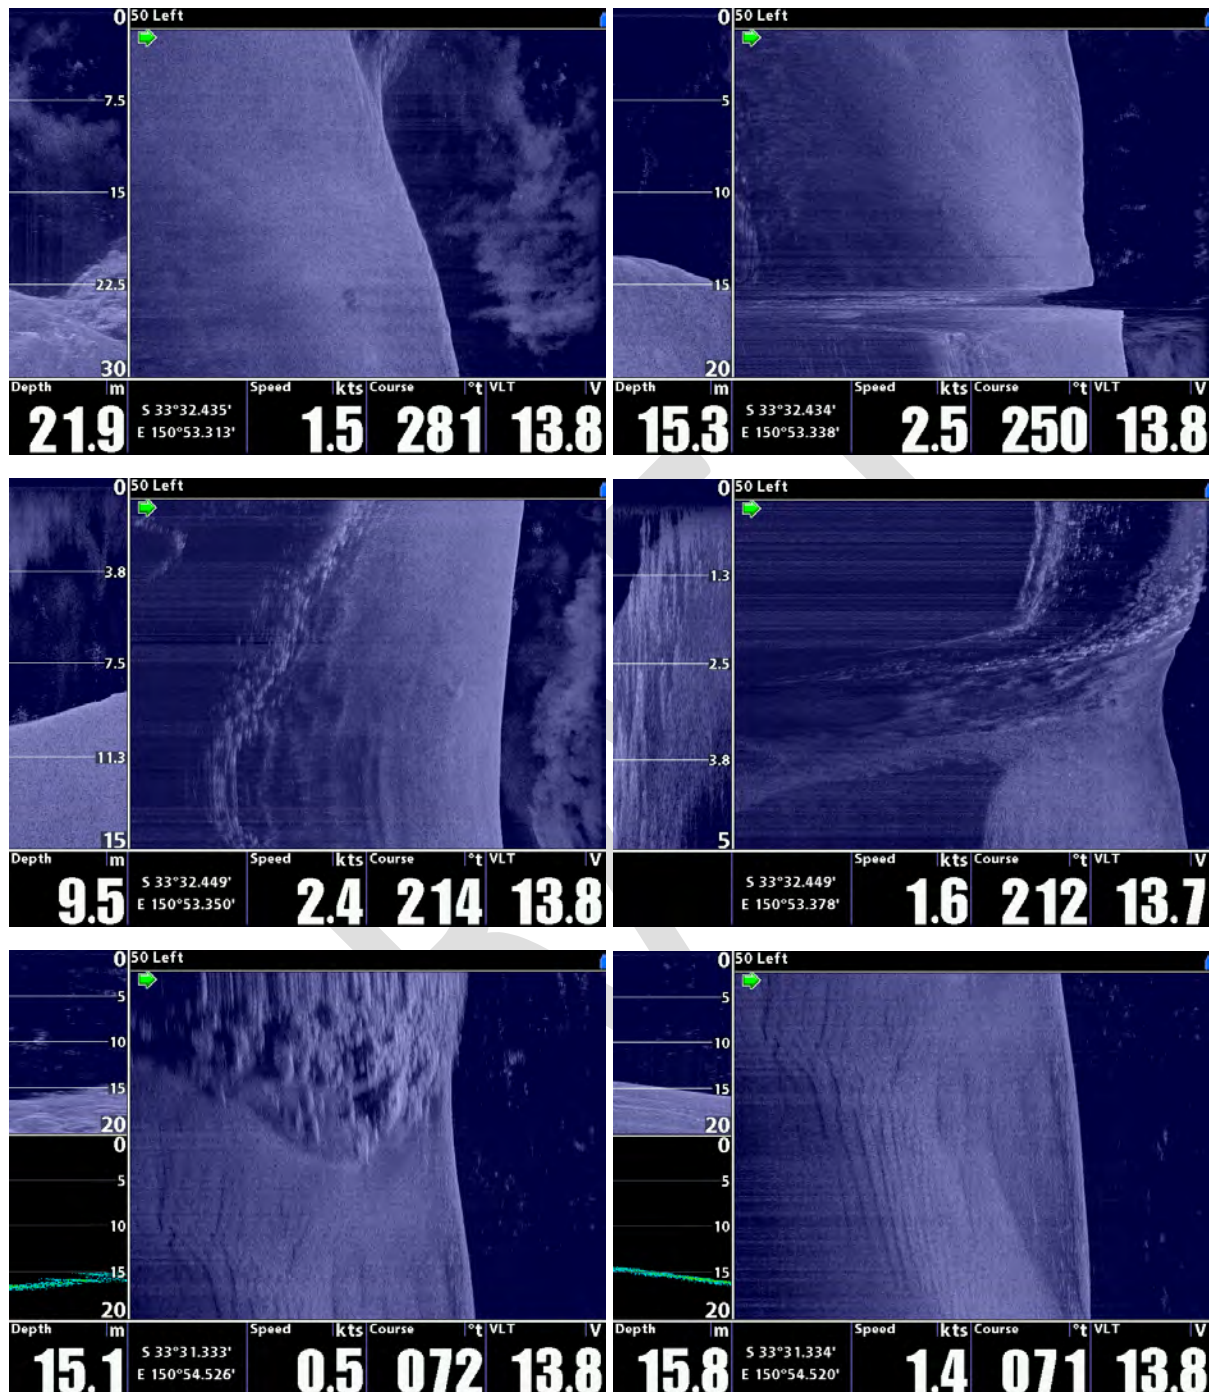 0 50 Left
7.5
15
22.5
30
Depth m Speed kts Course °t VLT V
21.9 S 33°32.435' E 150°53.313' 1.5 281 13.8
0 50 Left
5
10
15
20
Depth m Speed kts Course °t VLT V
15.3 S 33°32.434' E 150°53.338' 2.5 250 13.8
0 50 Left
3.8
7.5
11.3
15
Depth m Speed kts Course °t VLT V
9.5 S 33°32.449' E 150°53.350' 2.4 214 13.8
0 50 Left
1.3
2.5
3.8
5
Speed kts Course °t VLT V
S 33°32.449' E 150°53.378' 1.6 212 13.7
0 50 Left
5
10
15
20
0
5
10
15
20
Depth m Speed kts Course °t VLT V
15.1 S 33°31.333' E 150°54.526' 0.5 072 13.8
0 50 Left
5
10
15
20
0
5
10
15
20
Depth m Speed kts Course °t VLT V
15.8 S 33°31.334' E 150°54.520' 1.4 071 13.8